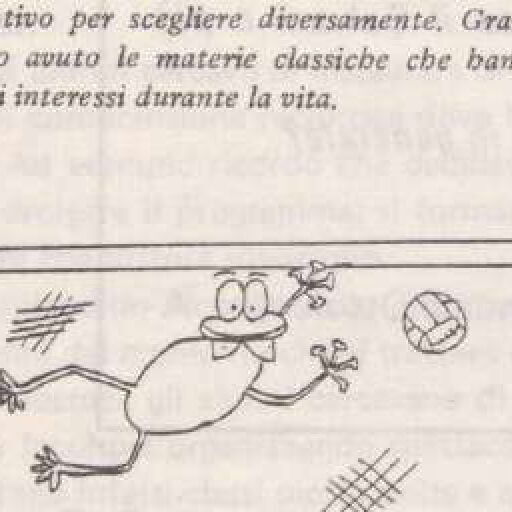 tivo per scegliere diversamente. Gra
o avuto le materie classiche che han
i interessi durante la vita.